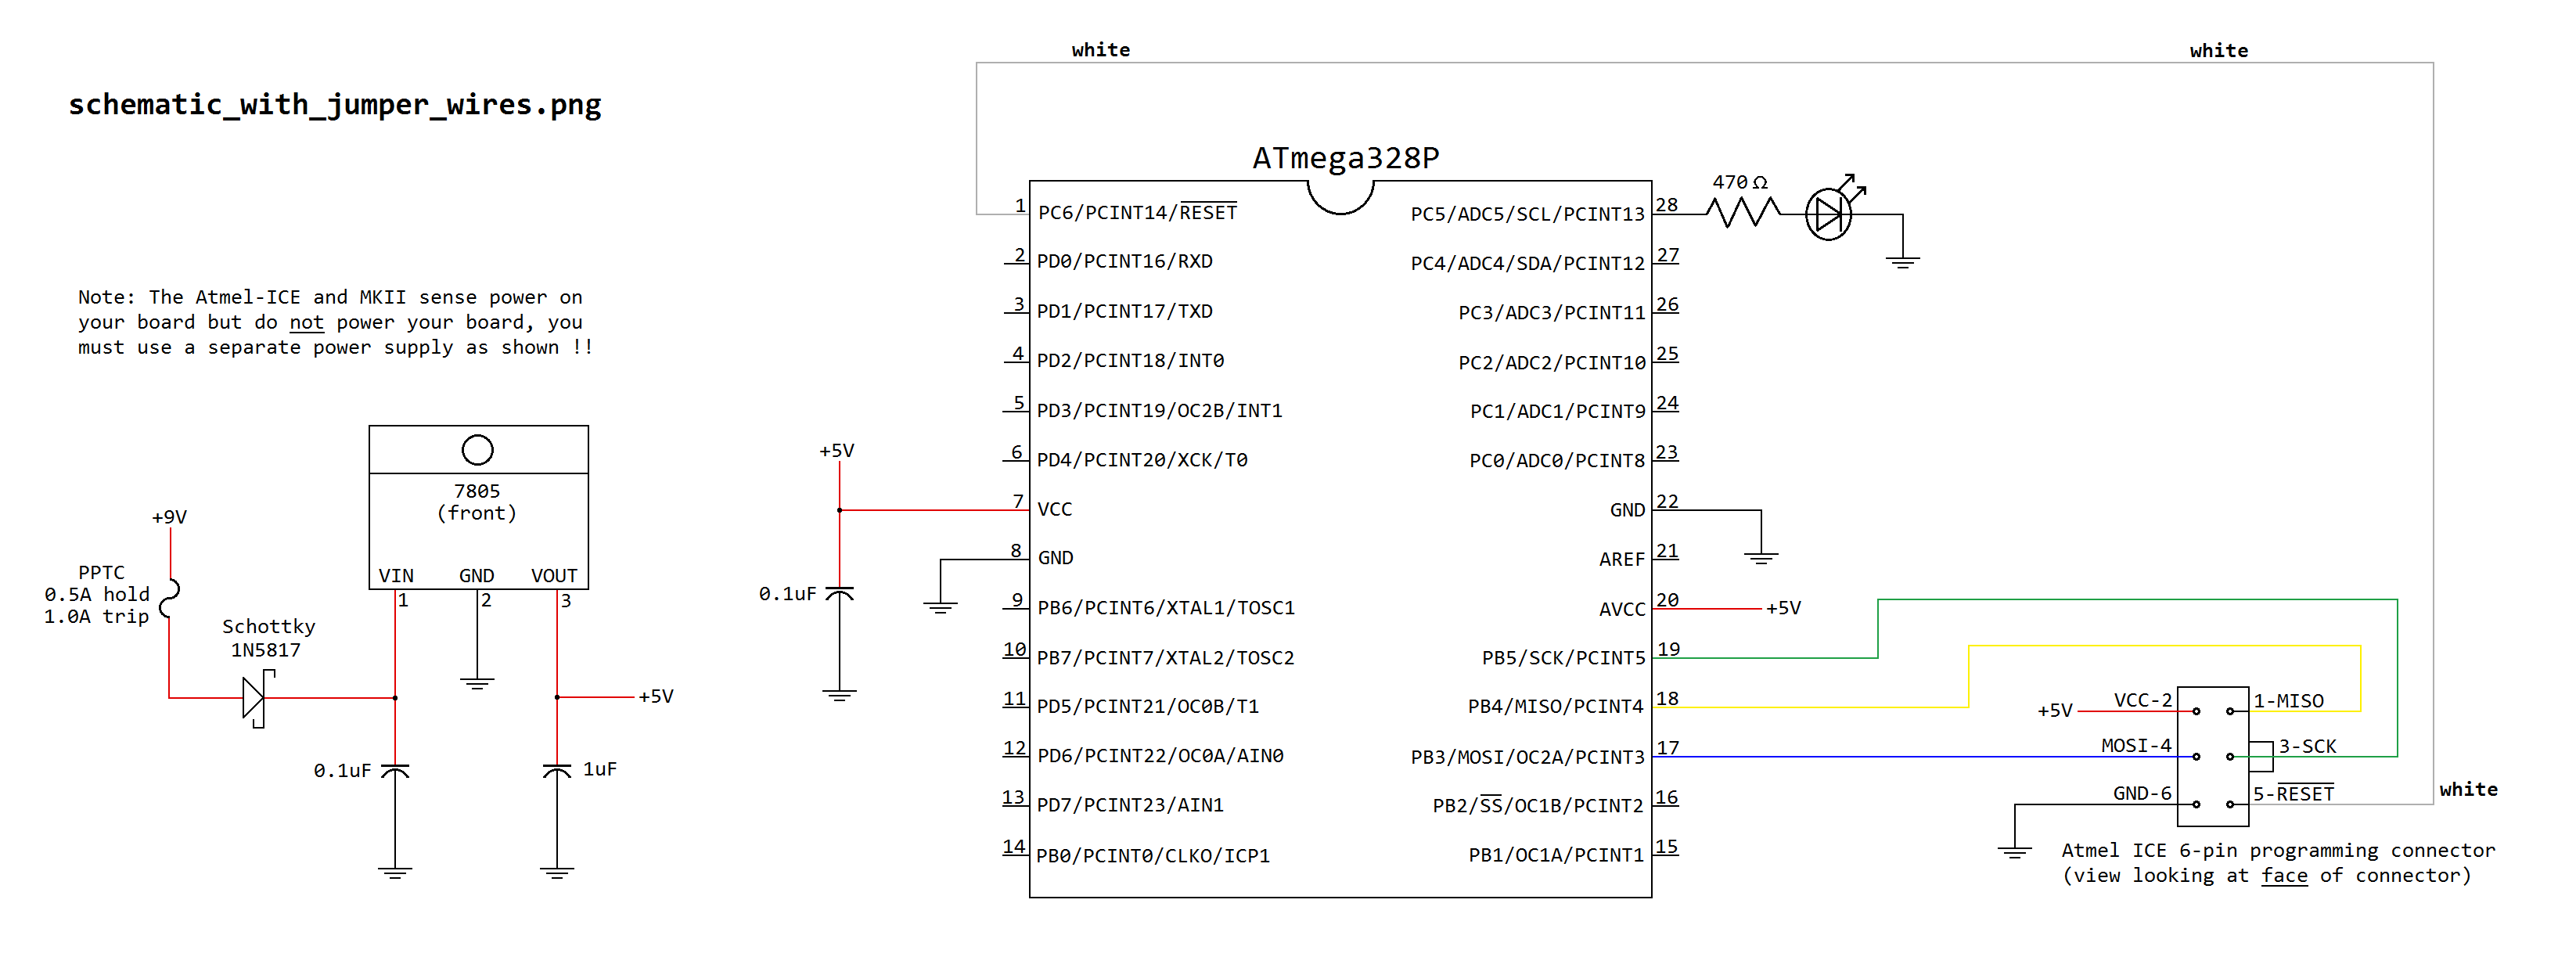 white
white
schematic_with_jumper_wires.png
ATmega328P
Note: The Atmel-ICE and MKII sense power on
your board but do not power your board, you
must use a separate power supply as shown !!
+9V
PPTC
0.5A hold
1.0A trip
Schottky
1N5817
7805
(front)
VIN
GND
VOUT
1
2
3
+5V
0.1uF
1uF
+5V
0.1uF
1 PC6/PCINT14/RESET
2 PD0/PCINT16/RXD
3 PD1/PCINT17/TXD
4 PD2/PCINT18/INT0
5 PD3/PCINT19/OC2B/INT1
6 PD4/PCINT20/XCK/T0
7 VCC
8 GND
9 PB6/PCINT6/XTAL1/TOSC1
10 PB7/PCINT7/XTAL2/TOSC2
11 PD5/PCINT21/OC0B/T1
12 PD6/PCINT22/OC0A/AIN0
13 PD7/PCINT23/AIN1
14 PB0/PCINT0/CLKO/ICP1
PC5/ADC5/SCL/PCINT13 28
470 Ω
PC4/ADC4/SDA/PCINT12 27
PC3/ADC3/PCINT11 26
PC2/ADC2/PCINT10 25
PC1/ADC1/PCINT9 24
PC0/ADC0/PCINT8 23
GND 22
AREF 21
AVCC 20 +5V
PB5/SCK/PCINT5 19
PB4/MISO/PCINT4 18
PB3/MOSI/OC2A/PCINT3 17
PB2/SS/OC1B/PCINT2 16
PB1/OC1A/PCINT1 15
+5V
VCC-2
1-MISO
MOSI-4
3-SCK
GND-6
5-RESET
white
Atmel ICE 6-pin programming connector
(view looking at face of connector)